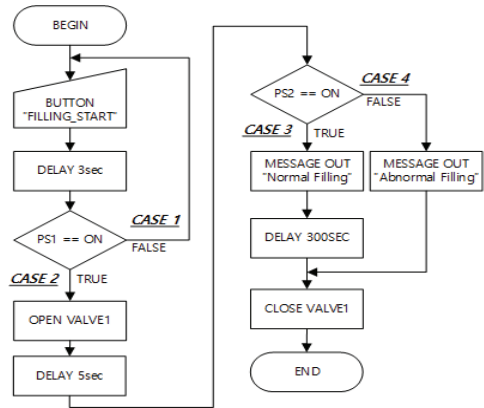 BEGIN
BUTTON
"FILLING_START"
DELAY 3sec
PS1 == ON
CASE 1
FALSE
CASE 2
TRUE
OPEN VALVE1
DELAY 5sec
PS2 == ON
CASE 4
FALSE
CASE 3
TRUE
MESSAGE OUT
"Normal Filling"
MESSAGE OUT
"Abnormal Filling"
DELAY 300SEC
CLOSE VALVE1
END